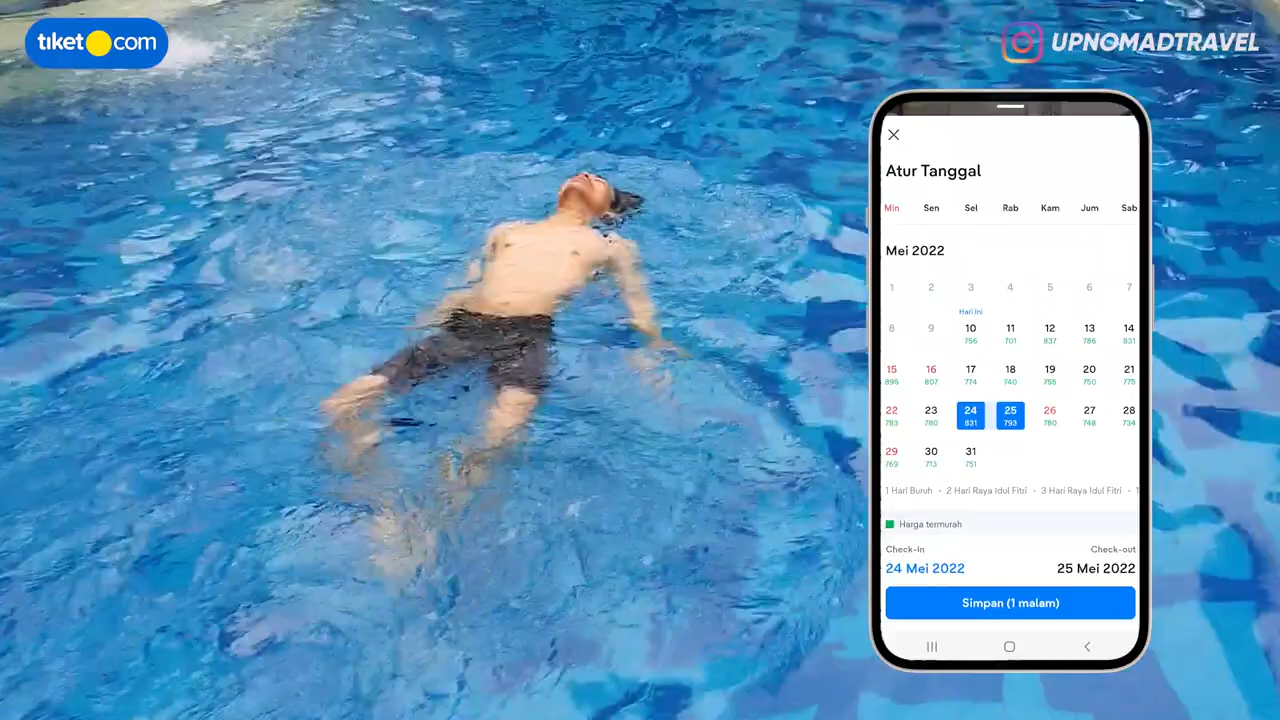 tiket com
UPNOMADTRAVEL
Atur Tanggal
Min Sen Sel Rab Kam Jum Sab
Mei 2022
1 2 3 4 5 6 7
Hari Ini
8 9 10 11 12 13 14
756 701 837 786 831
15 16 17 18 19 20 21
895 807 774 740 755 750 775
22 23 24 25 26 27 28
783 780 831 793 780 748 734
29 30 31
769 713 751
1 Hari Buruh • 2 Hari Raya Idul Fitri • 3 Hari Raya Idul Fitri • 1
Harga termurah
Check-in Check-out
24 Mei 2022 25 Mei 2022
Simpan (1 malam)